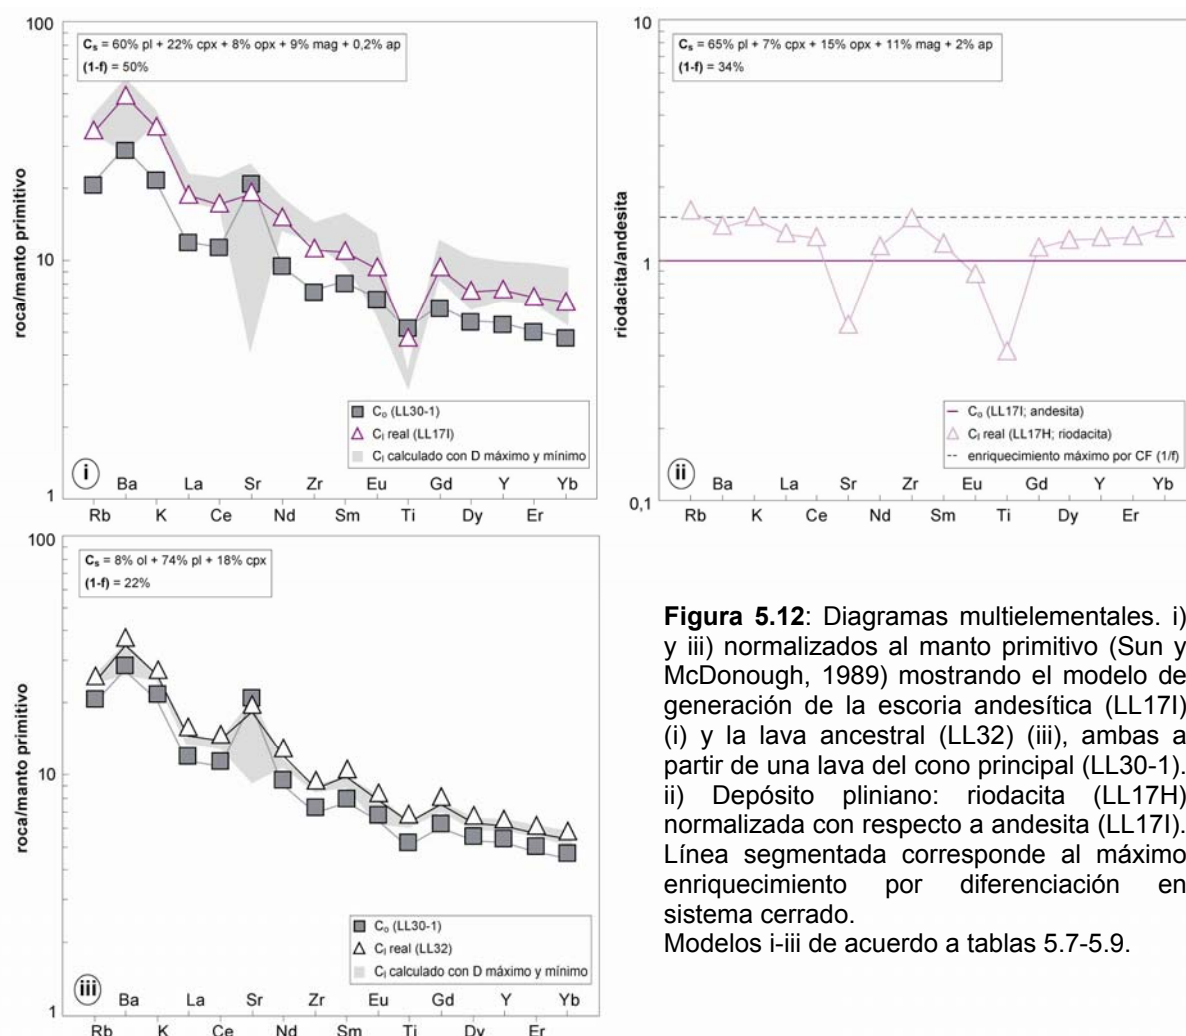 100
10
1
roca/manto primitivo
Cs = 60% pl + 22% cpx + 8% opx + 9% mag + 0,2% ap
(1-f) = 50%
Co (LL30-1)
Cl real (LL17I)
Cl calculado con D máximo y mínimo
i
Ba La Sr Zr Eu Gd Y Yb
Rb K Ce Nd Sm Ti Dy Er
10
1
0,1
riodacita/andesita
Cs = 65% pl + 7% cpx + 15% opx + 11% mag + 2% ap
(1-f) = 34%
Co (LL17I; andesita)
Cl real (LL17H; riodacita)
enriquecimiento máximo por CF (1/f)
ii
Ba La Sr Zr Eu Gd Y Yb
Rb K Ce Nd Sm Ti Dy Er
100
10
1
roca/manto primitivo
Cs = 8% ol + 74% pl + 18% cpx
(1-f) = 22%
Co (LL30-1)
Cl real (LL32)
Cl calculado con D máximo y mínimo
iii
Ba La Sr Zr Eu Gd Y Yb
Rb K Ce Nd Sm Ti Dy Er
Figura 5.12: Diagramas multielementales. i)
y iii) normalizados al manto primitivo (Sun y
McDonough, 1989) mostrando el modelo de
generación de la escoria andesítica (LL17I)
(i) y la lava ancestral (LL32) (iii), ambas a
partir de una lava del cono principal (LL30-1).
ii) Depósito pliniano: riodacita (LL17H)
normalizada con respecto a andesita (LL17I).
Línea segmentada corresponde al máximo
enriquecimiento por diferenciación en
sistema cerrado.
Modelos i-iii de acuerdo a tablas 5.7-5.9.